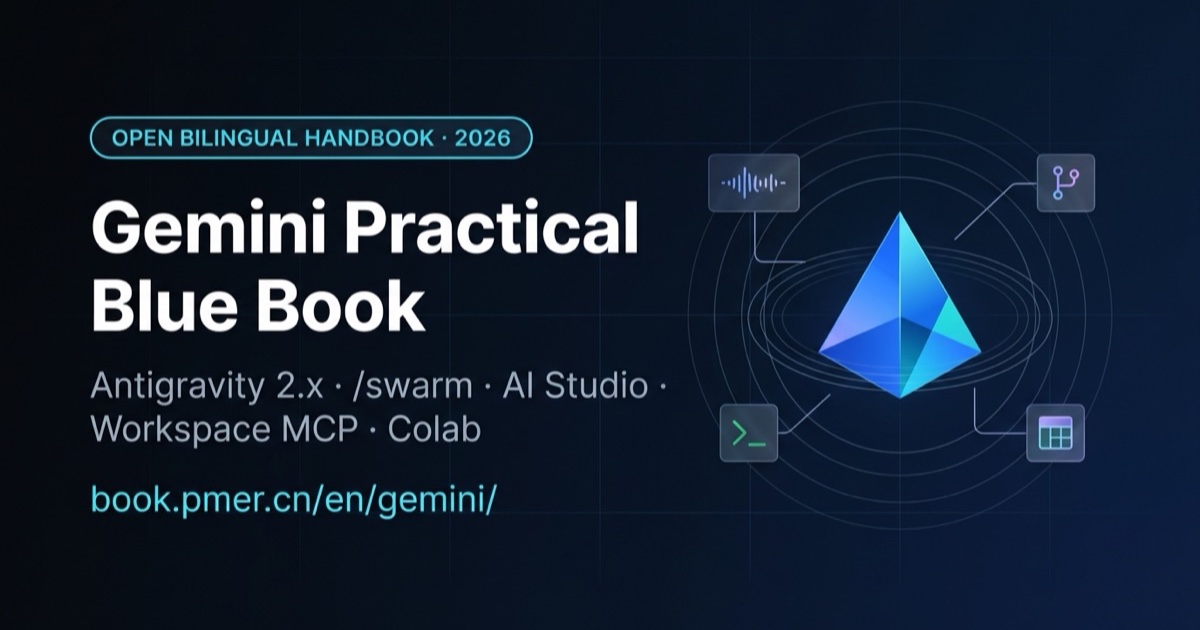 OPEN BILINGUAL HANDBOOK · 2026
Gemini Practical
Blue Book
Antigravity 2.x · /swarm · AI Studio ·
Workspace MCP · Colab
book.pmer.cn/en/gemini/